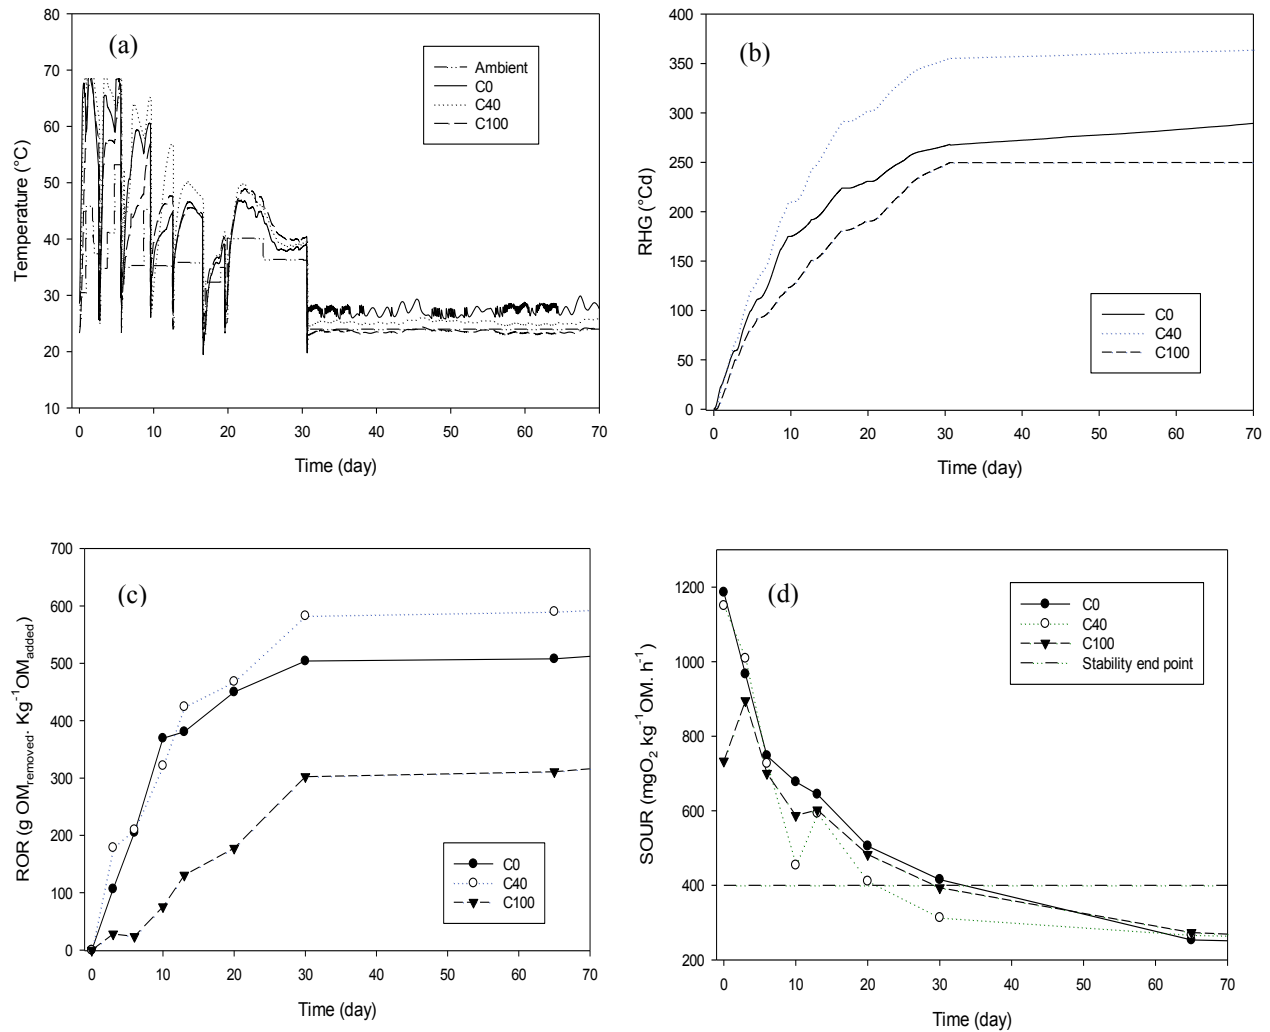 (a)
Temperature (°C)
80
70
60
50
40
30
20
10
Ambient
C0
C40
C100
0 10 20 30 40 50 60 70
Time (day)
(b)
RHG (°Cd)
400
350
300
250
200
150
100
50
0
C0
C40
C100
0 10 20 30 40 50 60 70
Time (day)
(c)
ROR (g OMremoved. Kg-1OMadded)
700
600
500
400
300
200
100
0
C0
C40
C100
0 10 20 30 40 50 60 70
Time (day)
(d)
SOUR (mgO2 kg-1OM. h-1)
1200
1000
800
600
400
200
C0
C40
C100
Stability end point
0 10 20 30 40 50 60 70
Time (day)